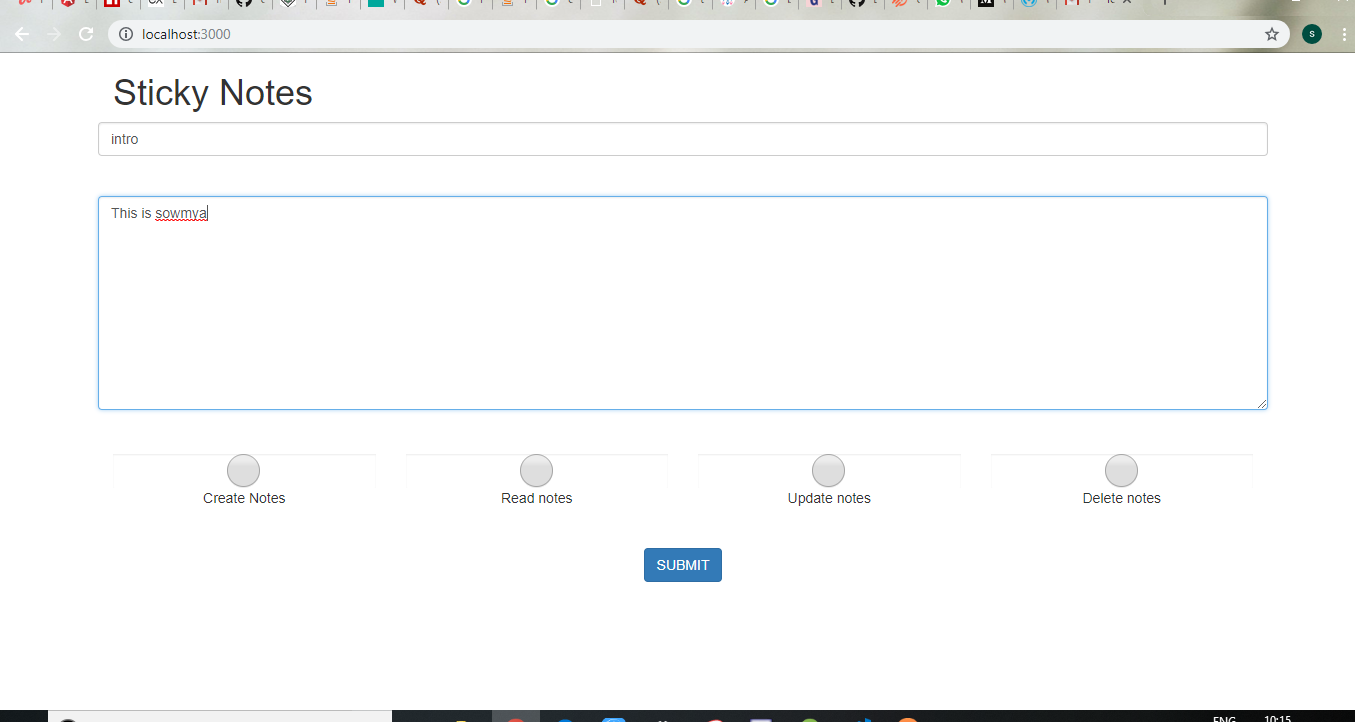 localhost:3000
S
Sticky Notes
intro
This is sowmya
Create Notes Read notes Update notes Delete notes
SUBMIT
ENG 10:15